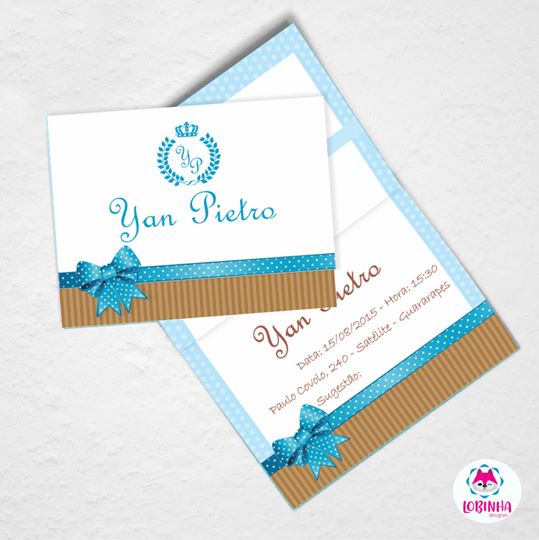 YP
Yan Pietro
Yan Pietro
Data: 15/08/2015 - Hora: 15:30
Paulo Covolo, 240 - Satélite - Guararapes
Sugestão:
LOBINHA
designer